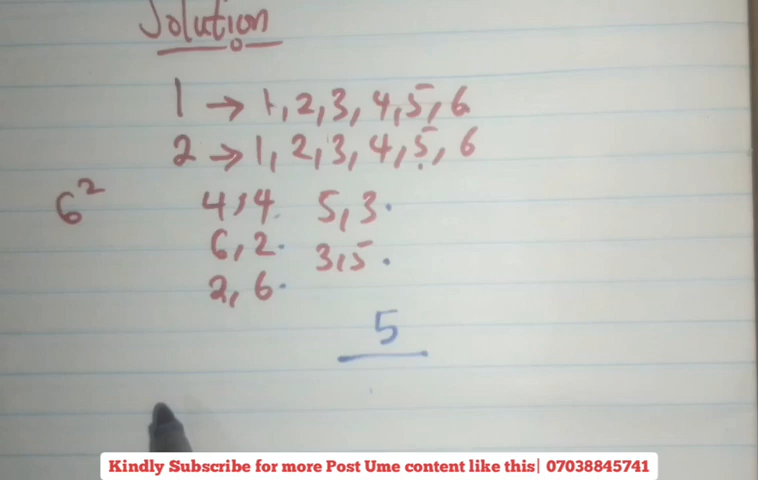 Solution
1 → 1, 2, 3, 4, 5, 6
2 → 1, 2, 3, 4, 5, 6
6² 4, 4. 5, 3.
6, 2. 3, 5.
2, 6.
5
Kindly Subscribe for more Post Ume content like this| 07038845741